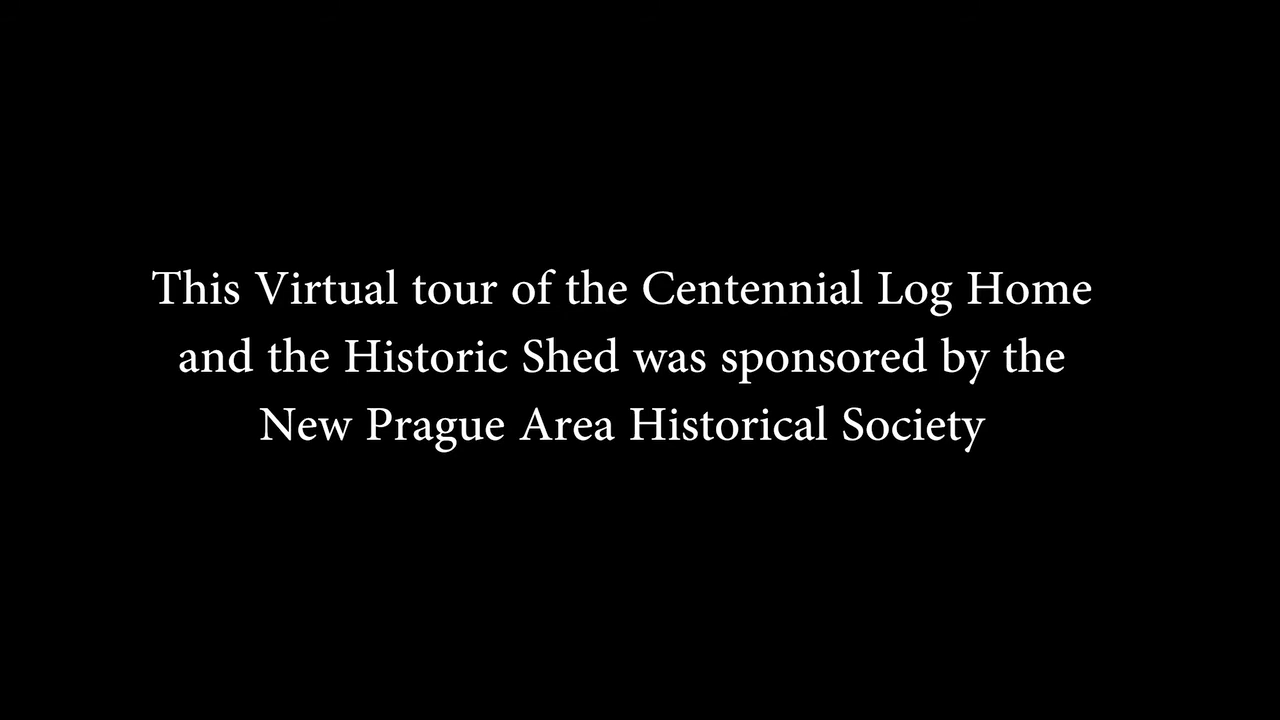 This Virtual tour of the Centennial Log Home
and the Historic Shed was sponsored by the
New Prague Area Historical Society